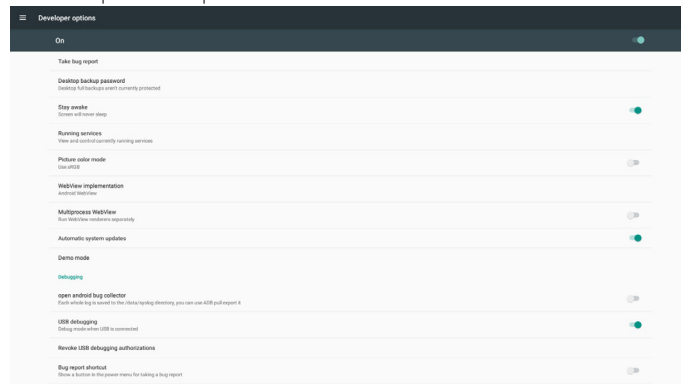 Developer options
On
Take bug report
Desktop backup password
Desktop full backups aren't currently protected
Stay awake
Screen will never sleep
Running services
View and control currently running services
Picture color mode
Use sRGB
WebView implementation
Android WebView
Multiprocess WebView
Run WebView renderers separately
Automatic system updates
Demo mode
Debugging
open android bug collector
Each whole log is saved to the /data/syslog directory, you can use ADB pull export it
USB debugging
Debug mode when USB is connected
Revoke USB debugging authorizations
Bug report shortcut
Show a button in the power menu for taking a bug report